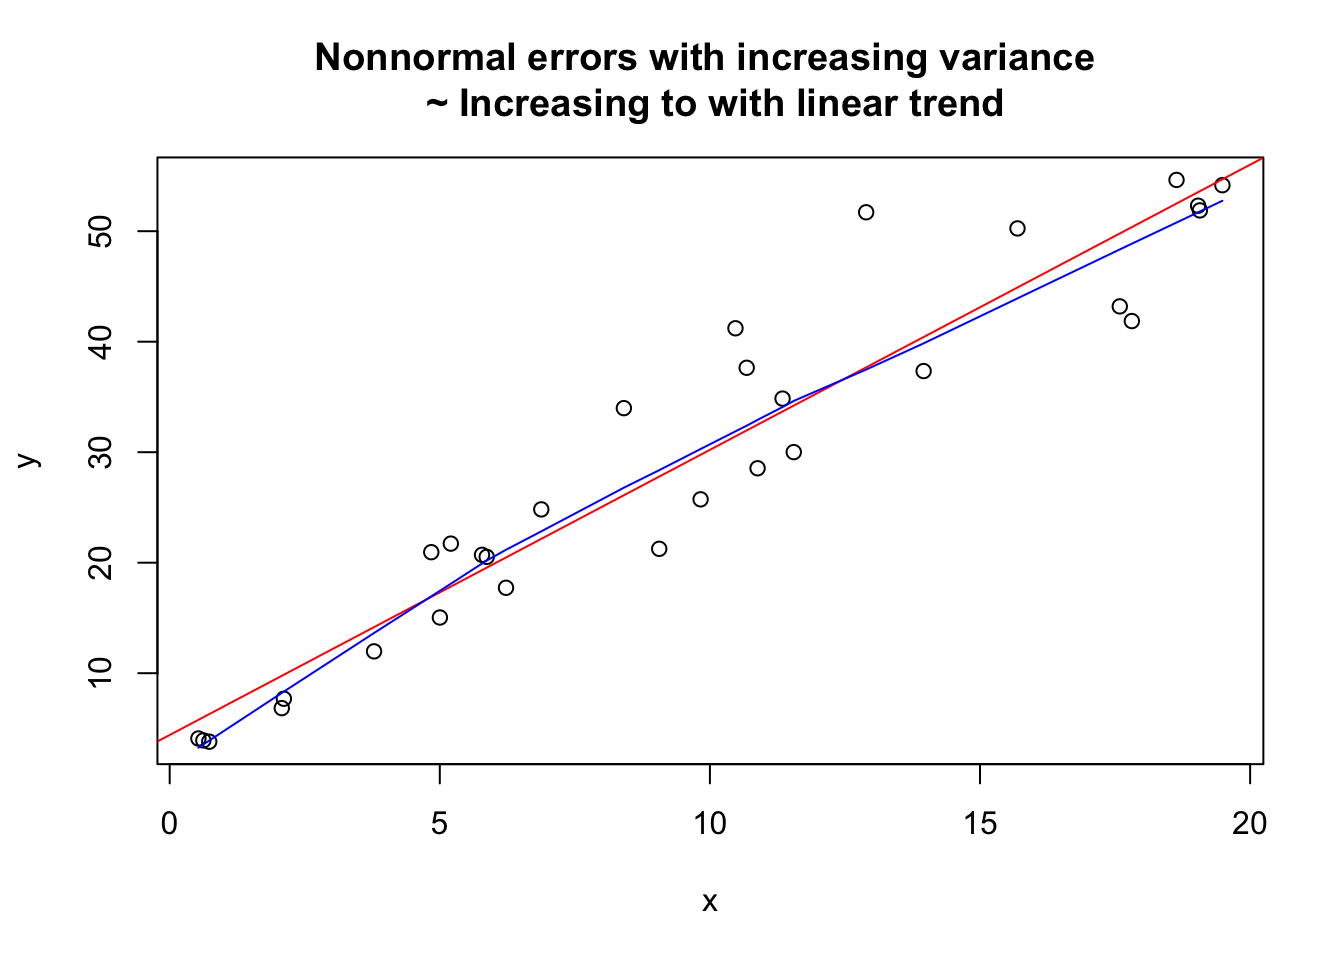 Nonnormal errors with increasing variance
~ Increasing to with linear trend
50
40
30
20
10
y
0 5 10 15 20
x